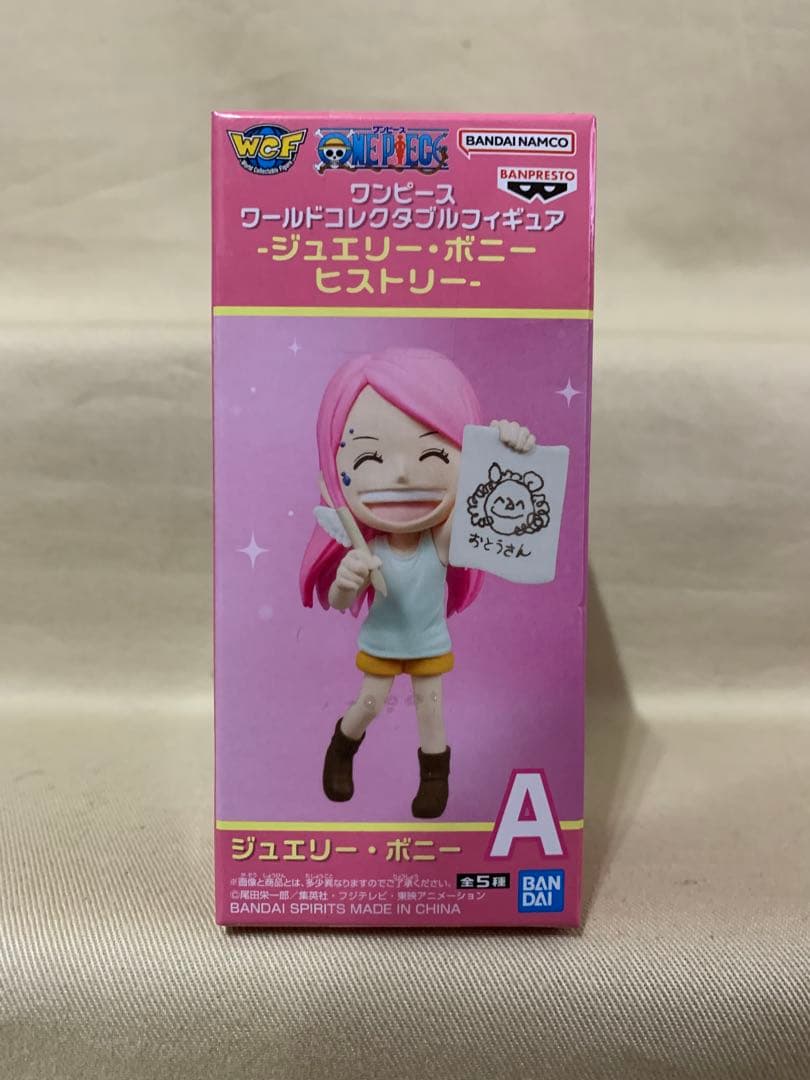 WCF
World Collectable Figure
ワンピース
ONE PIECE
BANDAI NAMCO
BANPRESTO
ワンピース
ワールドコレクタブルフィギュア
-ジュエリー・ボニー
ヒストリー-
おとうさん
A
ジュエリー・ボニー
※画像と商品とは、多少異なりますのでご了承ください。
全5種
BAN
DAI
©尾田栄一郎/集英社・フジテレビ・東映アニメーション
BANDAI SPIRITS MADE IN CHINA